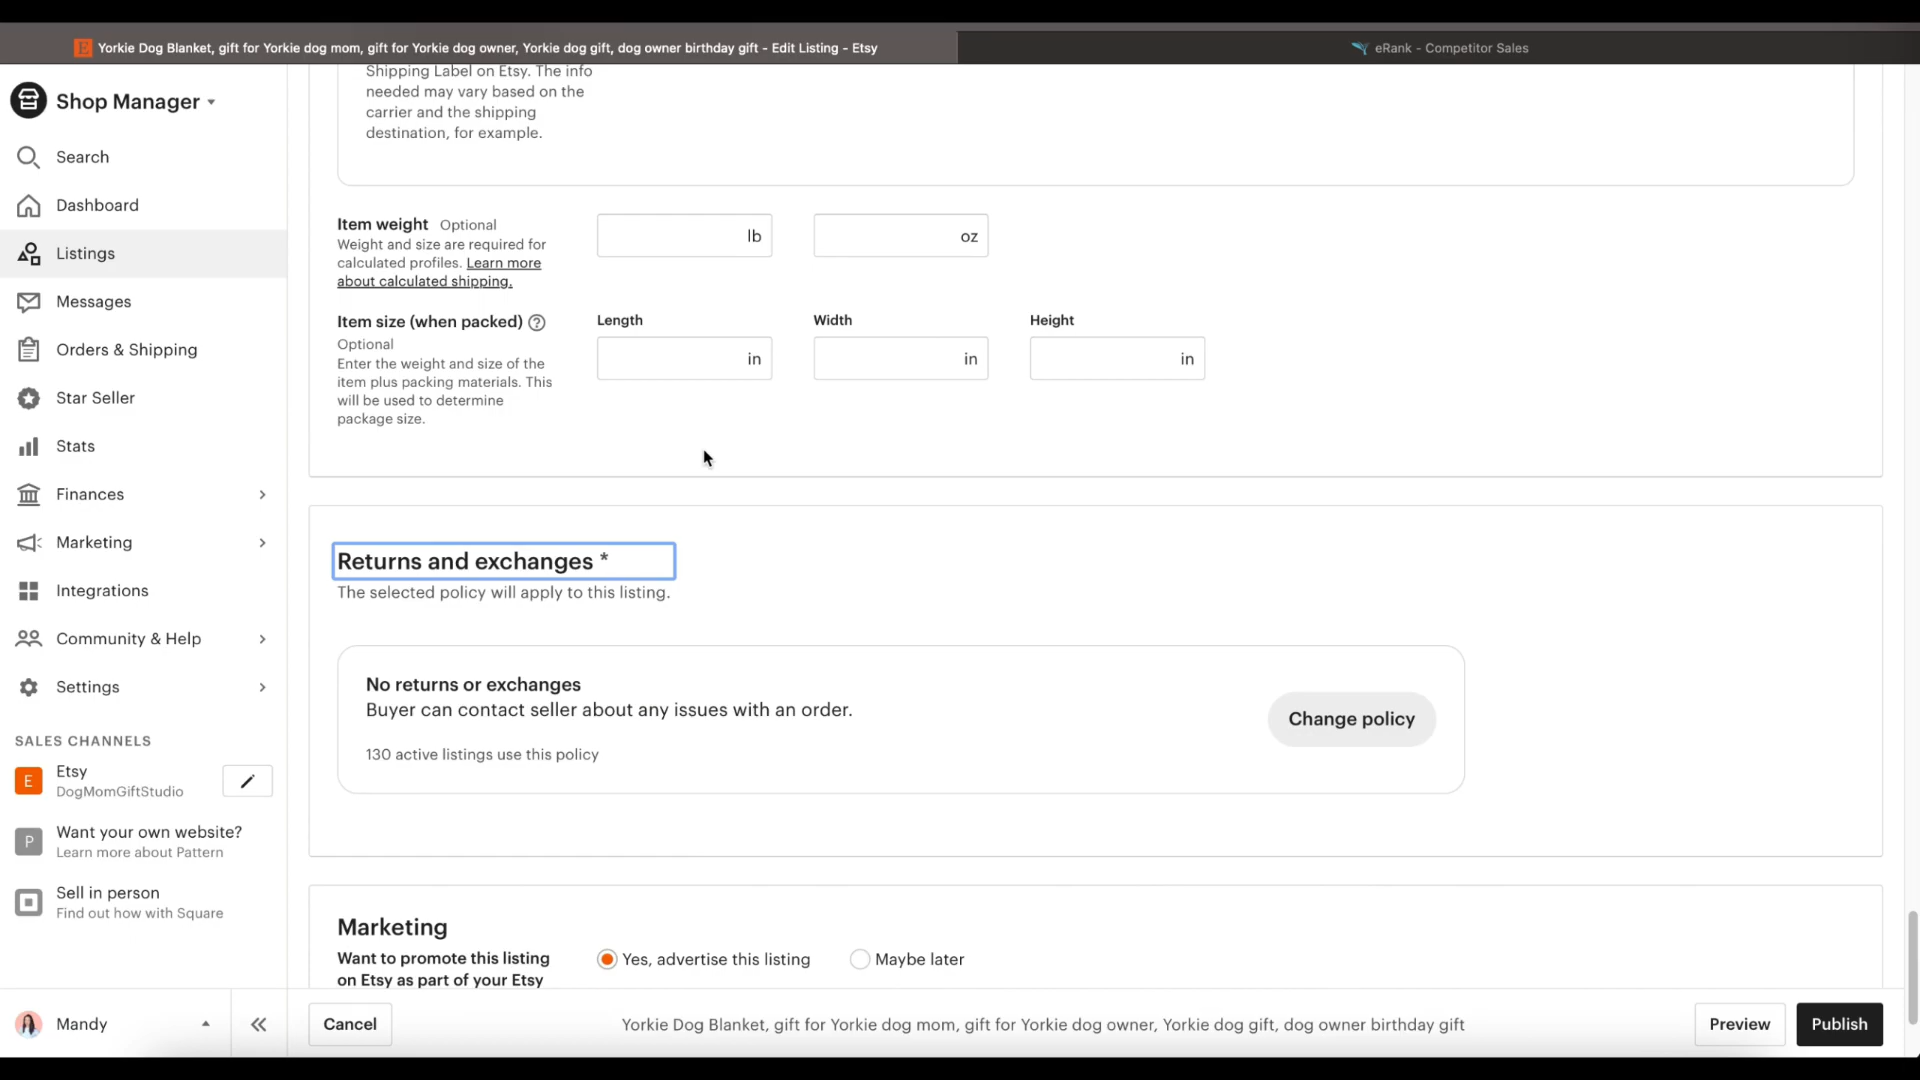 E Yorkie Dog Blanket, gift for Yorkie dog mom, gift for Yorkie dog owner, Yorkie dog gift, dog owner birthday gift - Edit Listing - Etsy
eRank - Competitor Sales
Shop Manager
Search
Dashboard
Listings
Messages
Orders & Shipping
Star Seller
Stats
Finances
Marketing
Integrations
Community & Help
Settings
SALES CHANNELS
E
Etsy
DogMomGiftStudio
P
Want your own website?
Learn more about Pattern
Sell in person
Find out how with Square
Mandy
Shipping Label on Etsy. The info
needed may vary based on the
carrier and the shipping
destination, for example.
Item weight Optional
Weight and size are required for
calculated profiles. Learn more
about calculated shipping.
lb
oz
Item size (when packed) ?
Optional
Enter the weight and size of the
item plus packing materials. This
will be used to determine
package size.
Length
in
Width
in
Height
in
Returns and exchanges *
The selected policy will apply to this listing.
No returns or exchanges
Buyer can contact seller about any issues with an order.
130 active listings use this policy
Change policy
Marketing
Want to promote this listing
on Etsy as part of your Etsy
Yes, advertise this listing
Maybe later
Cancel
Yorkie Dog Blanket, gift for Yorkie dog mom, gift for Yorkie dog owner, Yorkie dog gift, dog owner birthday gift
Preview
Publish